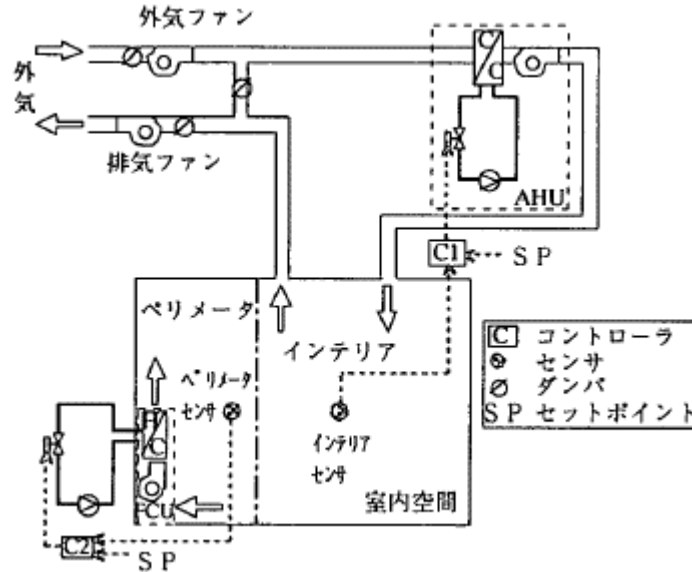 外気ファン
外
気
排気ファン
C
C
AHU
C1
SP
ペリメータ
インテリア
ペリメータ
センサ
インテリア
センサ
室内空間
H
C
FCU
C2
SP
C コントローラ
センサ
ダンパ
SP セットポイント